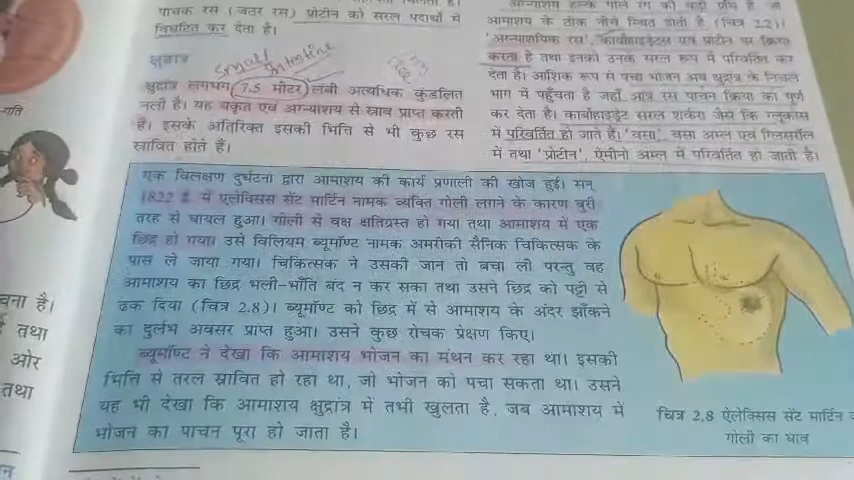 पाचक रस (जठर रस) प्रोटीन को सरल पदार्थों में
विघटित कर देता है।
क्षुद्रांत्र
Small Intestine
क्षुद्रांत्र लगभग 7.5 मीटर लंबी अत्यधिक कुंडलित
नली है। यह यकृत एवं अग्न्याशय से स्राव प्राप्त करती
है। इसके अतिरिक्त इसकी भित्ति से भी कुछ रस
स्रावित होते हैं।
आमाशय के ठीक नीचे स्थित होती है (चित्र 2.2)।
'अग्न्याशयिक रस', कार्बोहाइड्रेट्स एवं प्रोटीन पर क्रिया
करता है तथा इनको उनके सरल रूप में परिवर्तित कर
देता है। आंशिक रूप से पचा भोजन अब क्षुद्रांत्र के निचले
भाग में पहुँचता है जहाँ आंत्र रस पाचन क्रिया को पूर्ण
कर देता है। कार्बोहाइड्रेट सरल शर्करा जैसे कि ग्लूकोस
में परिवर्तित हो जाते हैं। 'वसा', वसा अम्ल एवं ग्लिसरॉल
में तथा 'प्रोटीन', ऐमीनो अम्ल में परिवर्तित हो जाती है।
एक विलक्षण दुर्घटना द्वारा आमाशय की कार्य प्रणाली की खोज हुई। सन्
1822 ई. में एलेक्सिस सेंट मार्टिन नामक व्यक्ति गोली लगने के कारण बुरी
तरह से घायल हुआ। गोली से वक्ष क्षतिग्रस्त हो गया तथा आमाशय में एक
छिद्र हो गया। उसे विलियम ब्यूमॉण्ट नामक अमरीकी सैनिक चिकित्सक के
पास ले जाया गया। चिकित्सक ने उसकी जान तो बचा ली परन्तु वह
आमाशय का छिद्र भली-भाँति बंद न कर सका तथा उसने छिद्र को पट्टी से
ढक दिया (चित्र 2.8)। ब्यूमॉण्ट को छिद्र में से आमाशय के अंदर झाँकने
का दुर्लभ अवसर प्राप्त हुआ। उसने कुछ रोचक प्रेक्षण किए।
ब्यूमॉण्ट ने देखा कि आमाशय भोजन का मंथन कर रहा था। इसकी
भित्ति से तरल स्रावित हो रहा था, जो भोजन को पचा सकता था। उसने
यह भी देखा कि आमाशय क्षुद्रांत्र में तभी खुलता है, जब आमाशय में
भोजन का पाचन पूरा हो जाता है।
चित्र 2.8 ऐलेक्सिस सेंट मार्टिन
गोली का घाव
चना है।
तथा
ओर
तथा